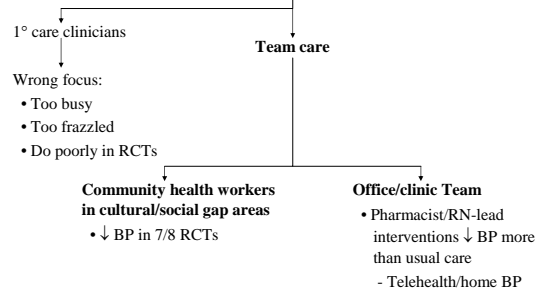 1° care clinicians
Team care
Wrong focus:
• Too busy
• Too frazzled
• Do poorly in RCTs
Community health workers
in cultural/social gap areas
• ↓ BP in 7/8 RCTs
Office/clinic Team
• Pharmacist/RN-lead
interventions ↓ BP more
than usual care
- Telehealth/home BP